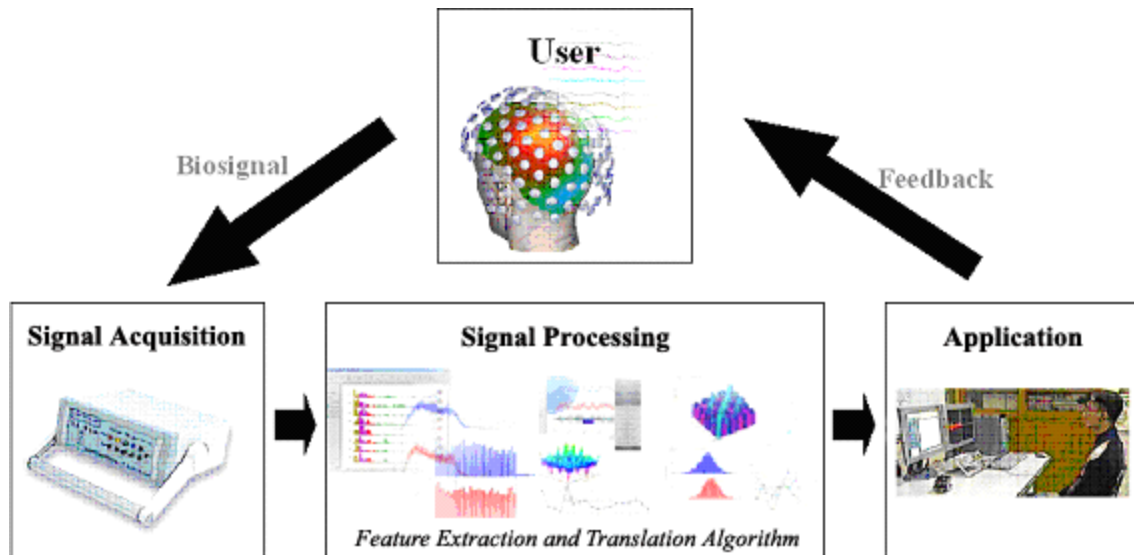 User
Biosignal
Feedback
Signal Acquisition
Signal Processing
Application
Feature Extraction and Translation Algorithm